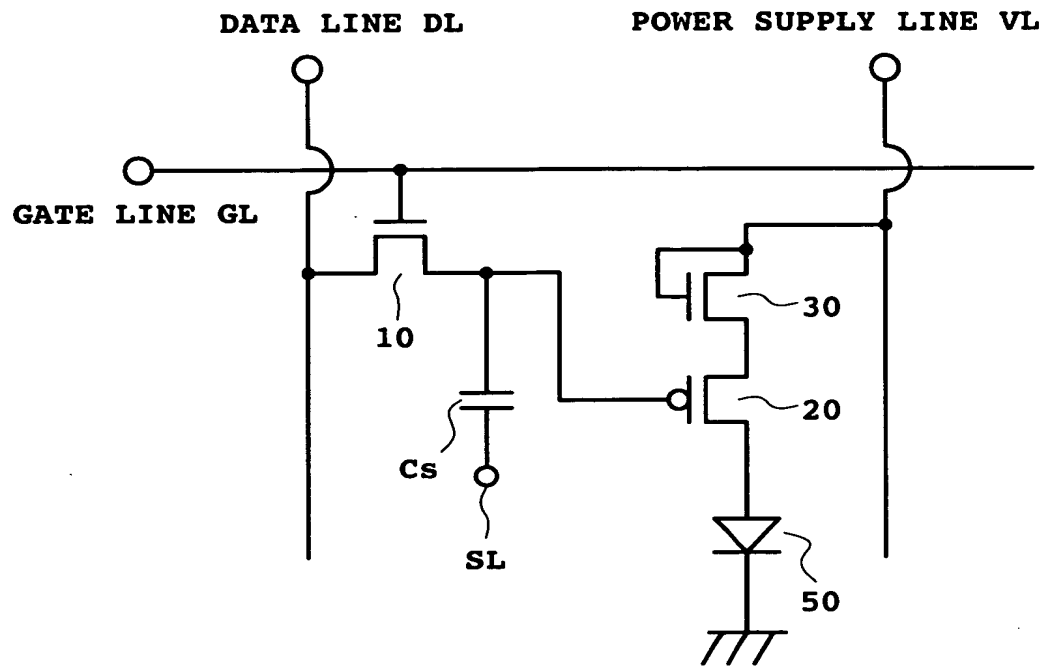 DATA LINE DL
POWER SUPPLY LINE VL
GATE LINE GL
10
30
20
Cs
SL
50